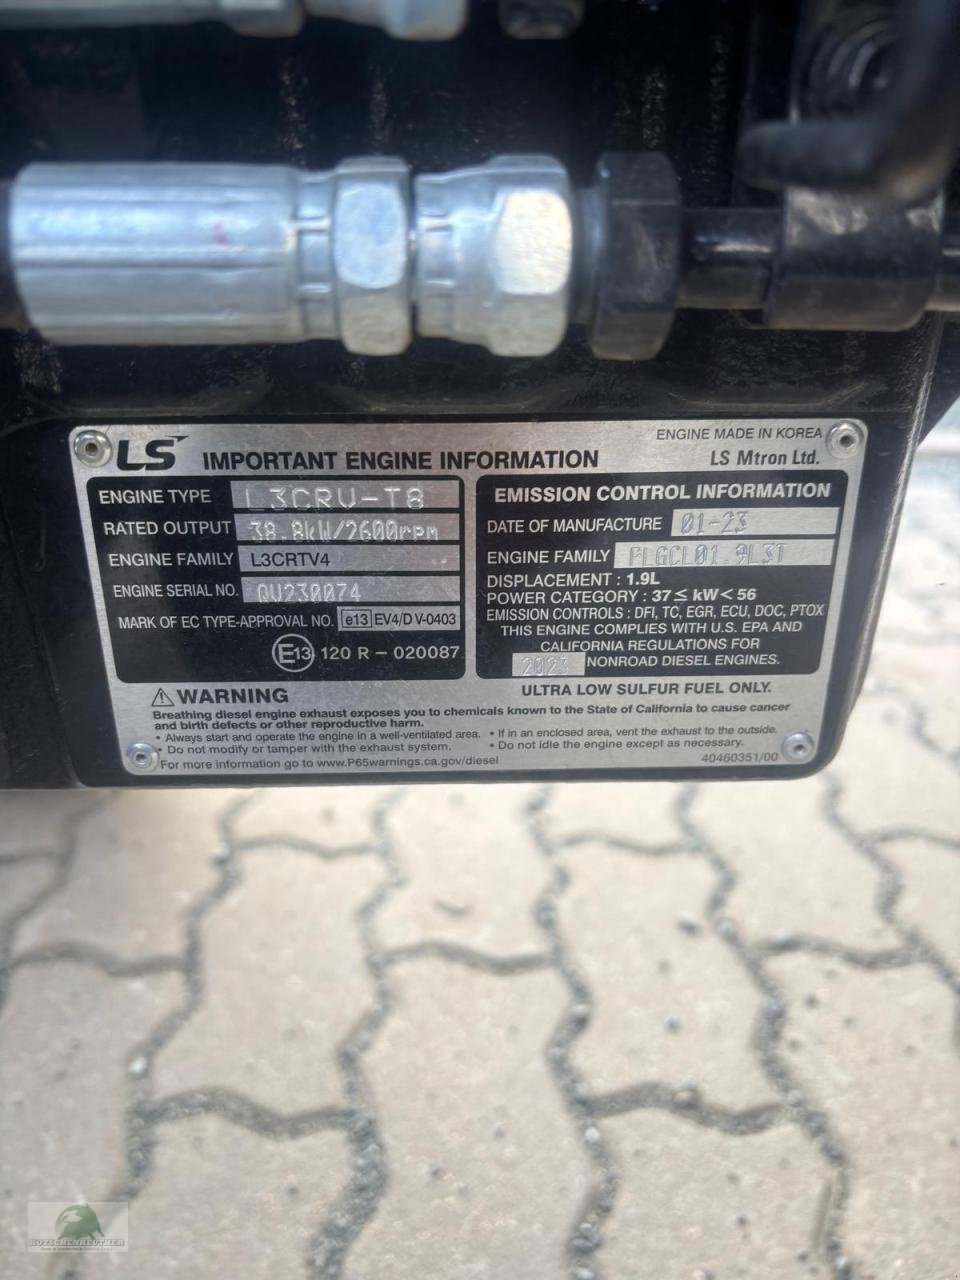 LS
IMPORTANT ENGINE INFORMATION
ENGINE MADE IN KOREA
LS Mtron Ltd.
ENGINE TYPE L3CRV-T8
RATED OUTPUT 38.8kW/2600rpm
ENGINE FAMILY L3CRTV4
ENGINE SERIAL NO. QU230074
MARK OF EC TYPE-APPROVAL NO. e13 EV4/D V-0403
E13 120 R - 020087
EMISSION CONTROL INFORMATION
DATE OF MANUFACTURE 01-23
ENGINE FAMILY PLGCL01.9L3T
DISPLACEMENT : 1.9L
POWER CATEGORY : 37 ≤ kW < 56
EMISSION CONTROLS : DFI, TC, EGR, ECU, DOC, PTOX
THIS ENGINE COMPLIES WITH U.S. EPA AND
CALIFORNIA REGULATIONS FOR
2023 NONROAD DIESEL ENGINES.
ULTRA LOW SULFUR FUEL ONLY.
⚠ WARNING
Breathing diesel engine exhaust exposes you to chemicals known to the State of California to cause cancer
and birth defects or other reproductive harm.
• Always start and operate the engine in a well-ventilated area. • If in an enclosed area, vent the exhaust to the outside.
• Do not modify or tamper with the exhaust system. • Do not idle the engine except as necessary.
For more information go to www.P65warnings.ca.gov/diesel
40460351/00
HOTSCHENREUTHER